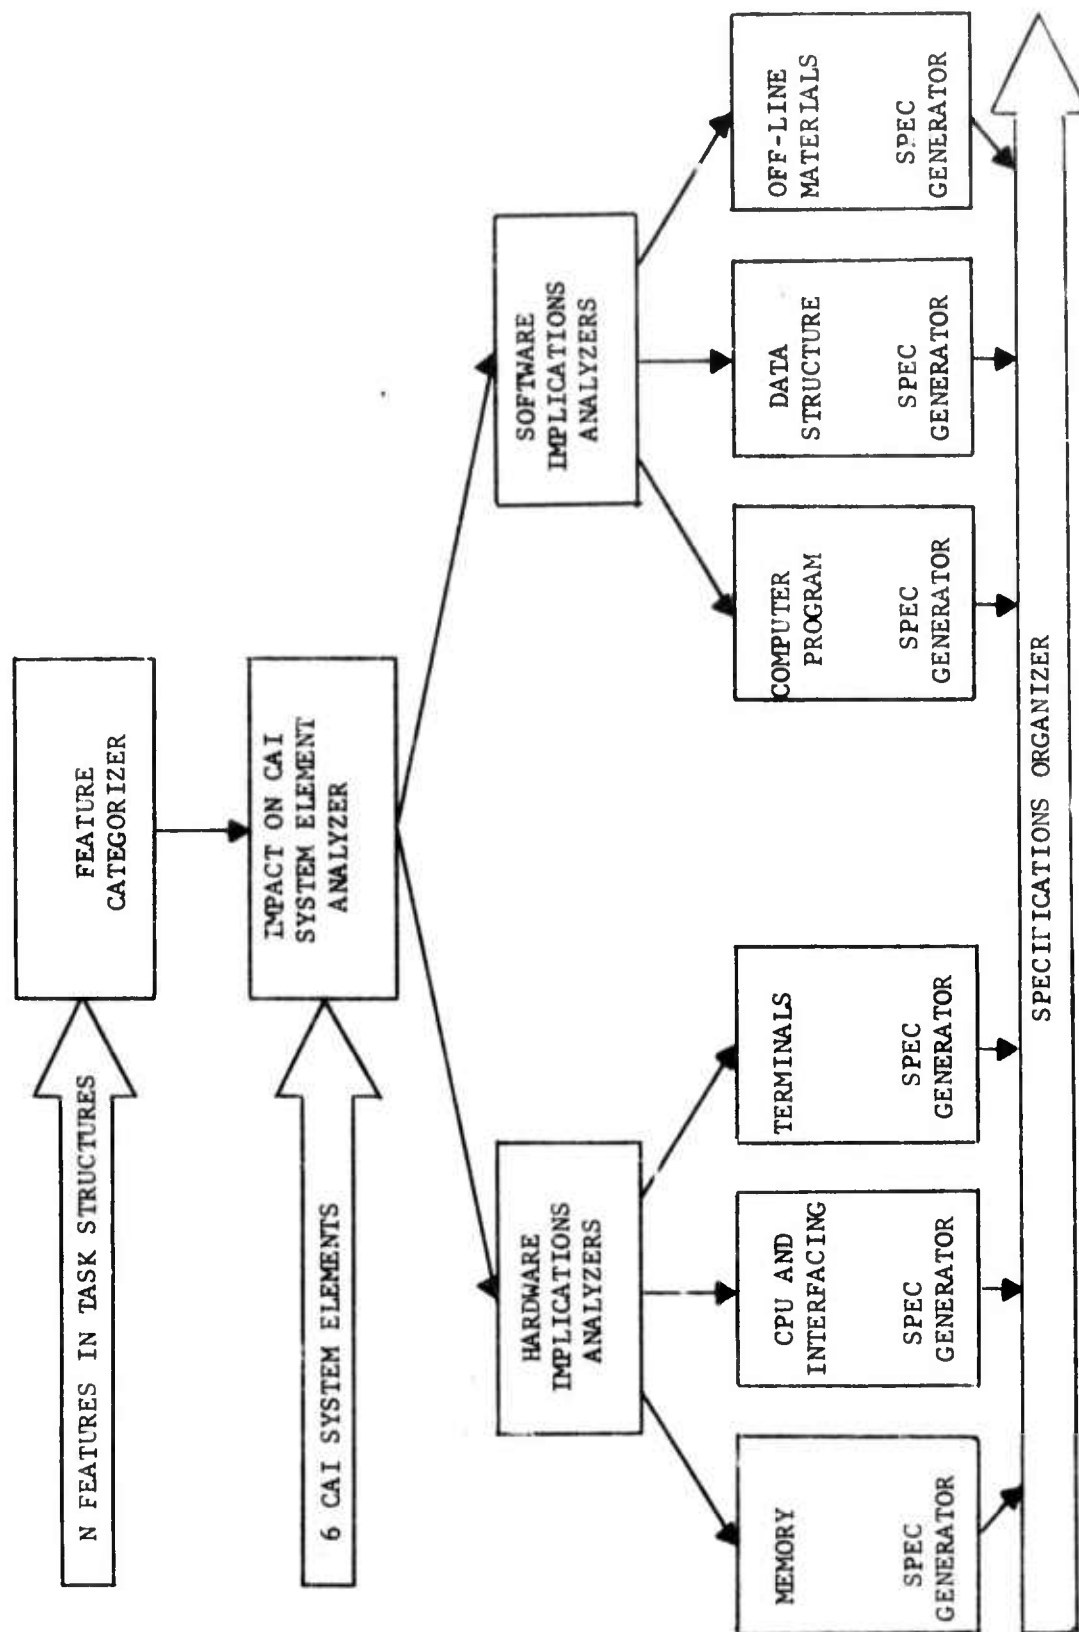 N FEATURES IN TASK STRUCTURES
FEATURE
CATEGORIZER
6 CAI SYSTEM ELEMENTS
IMPACT ON CAI
SYSTEM ELEMENT
ANALYZER
HARDWARE
IMPLICATIONS
ANALYZERS
SOFTWARE
IMPLICATIONS
ANALYZERS
MEMORY
SPEC
GENERATOR
CPU AND
INTERFACING
SPEC
GENERATOR
TERMINALS
SPEC
GENERATOR
COMPUTER
PROGRAM
SPEC
GENERATOR
DATA
STRUCTURE
SPEC
GENERATOR
OFF-LINE
MATERIALS
SPEC
GENERATOR
SPECIFICATIONS ORGANIZER